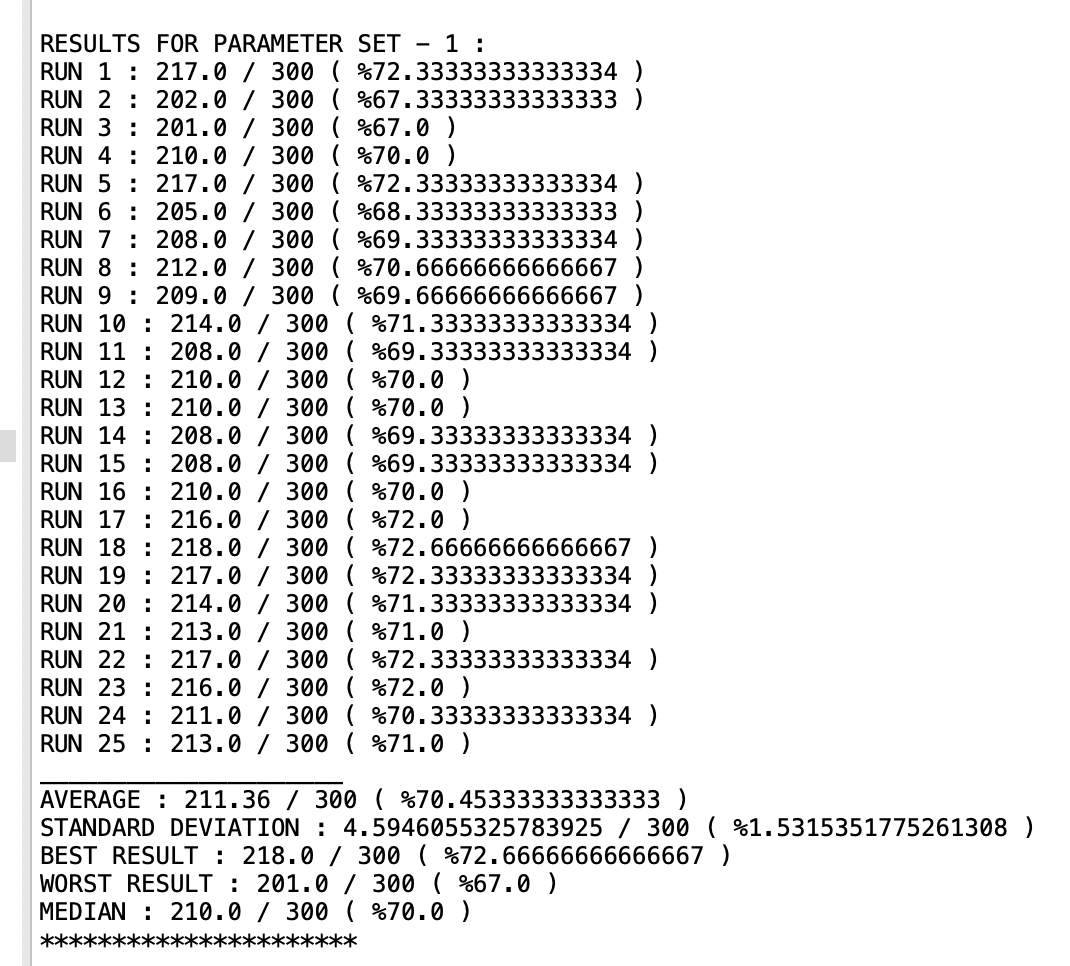 RESULTS FOR PARAMETER SET - 1 :
RUN 1 : 217.0 / 300 ( %72.33333333333334 )
RUN 2 : 202.0 / 300 ( %67.33333333333333 )
RUN 3 : 201.0 / 300 ( %67.0 )
RUN 4 : 210.0 / 300 ( %70.0 )
RUN 5 : 217.0 / 300 ( %72.33333333333334 )
RUN 6 : 205.0 / 300 ( %68.33333333333333 )
RUN 7 : 208.0 / 300 ( %69.33333333333334 )
RUN 8 : 212.0 / 300 ( %70.66666666666667 )
RUN 9 : 209.0 / 300 ( %69.66666666666667 )
RUN 10 : 214.0 / 300 ( %71.33333333333334 )
RUN 11 : 208.0 / 300 ( %69.33333333333334 )
RUN 12 : 210.0 / 300 ( %70.0 )
RUN 13 : 210.0 / 300 ( %70.0 )
RUN 14 : 208.0 / 300 ( %69.33333333333334 )
RUN 15 : 208.0 / 300 ( %69.33333333333334 )
RUN 16 : 210.0 / 300 ( %70.0 )
RUN 17 : 216.0 / 300 ( %72.0 )
RUN 18 : 218.0 / 300 ( %72.66666666666667 )
RUN 19 : 217.0 / 300 ( %72.33333333333334 )
RUN 20 : 214.0 / 300 ( %71.33333333333334 )
RUN 21 : 213.0 / 300 ( %71.0 )
RUN 22 : 217.0 / 300 ( %72.33333333333334 )
RUN 23 : 216.0 / 300 ( %72.0 )
RUN 24 : 211.0 / 300 ( %70.33333333333334 )
RUN 25 : 213.0 / 300 ( %71.0 )
_____________________
AVERAGE : 211.36 / 300 ( %70.45333333333333 )
STANDARD DEVIATION : 4.5946055325783925 / 300 ( %1.5315351775261308 )
BEST RESULT : 218.0 / 300 ( %72.66666666666667 )
WORST RESULT : 201.0 / 300 ( %67.0 )
MEDIAN : 210.0 / 300 ( %70.0 )
**********************